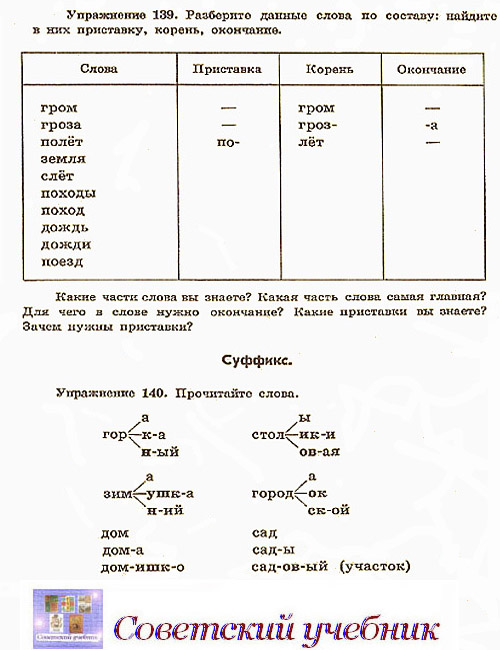 Упражнение 139. Разберите данные слова по составу: найдите
в них приставку, корень, окончание.
Слова Приставка Корень Окончание
гром — гром —
гроза — гроз- -а
полёт по- лёт —
земля
слёт
походы
поход
дождь
дожди
поезд
Какие части слова вы знаете? Какая часть слова самая главная?
Для чего в слове нужно окончание? Какие приставки вы знаете?
Зачем нужны приставки?
Суффикс.
Упражнение 140. Прочитайте слова.
а ы
гор—к-а стол—ик-и
н-ый ов-ая
а а
зим—ушк-а город—ок
н-ий ск-ой
дом сад
дом-а сад-ы
дом-ишк-о сад-ов-ый (участок)
Советский учебник
Советский учебник